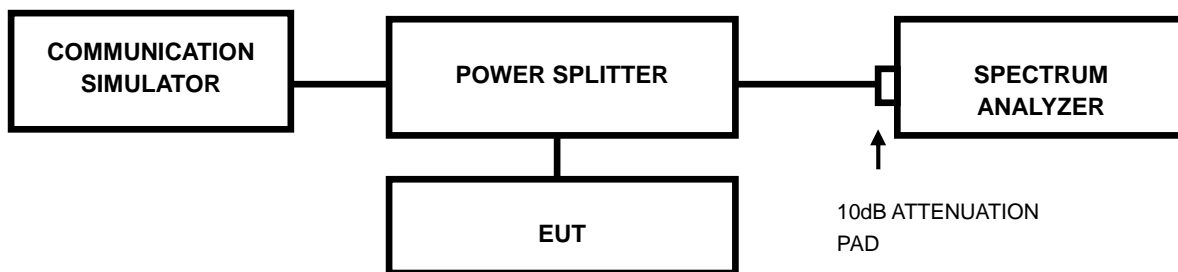 COMMUNICATION
SIMULATOR
POWER SPLITTER
SPECTRUM
ANALYZER
EUT
10dB ATTENUATION
PAD